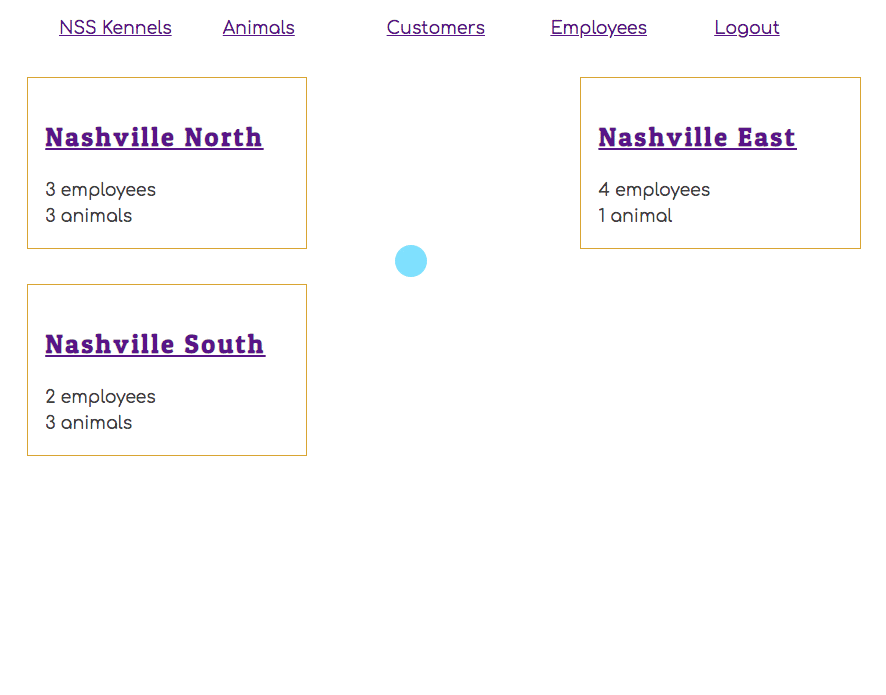 NSS Kennels Animals Customers Employees Logout
Nashville North
3 employees
3 animals
Nashville East
4 employees
1 animal
Nashville South
2 employees
3 animals